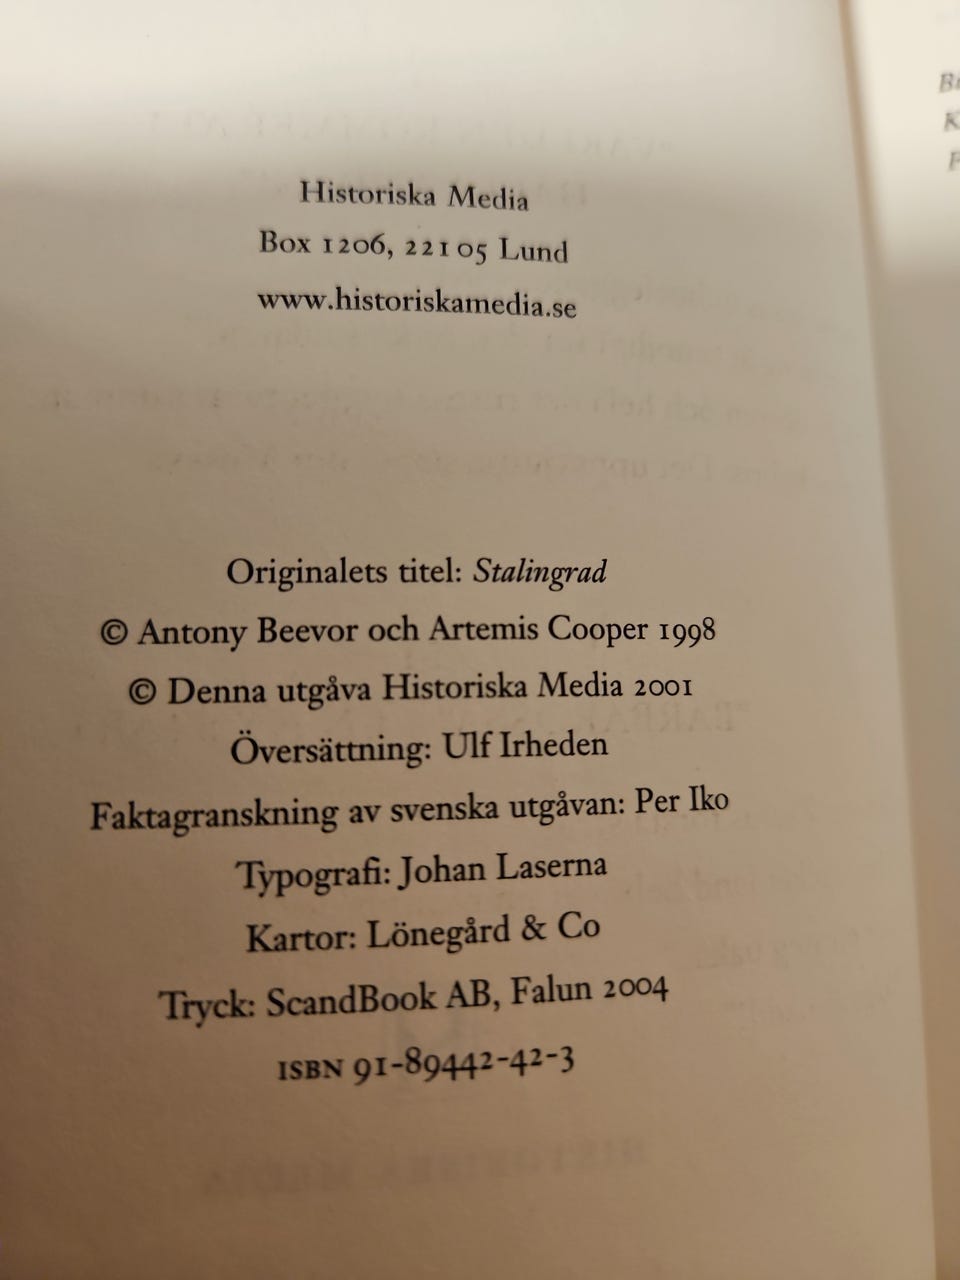 Historiska Media
Box 1206, 221 05 Lund
www.historiskamedia.se
Originalets titel: Stalingrad
© Antony Beevor och Artemis Cooper 1998
© Denna utgåva Historiska Media 2001
Översättning: Ulf Irheden
Faktagranskning av svenska utgåvan: Per Iko
Typografi: Johan Laserna
Kartor: Lönegård & Co
Tryck: ScandBook AB, Falun 2004
ISBN 91-89442-42-3